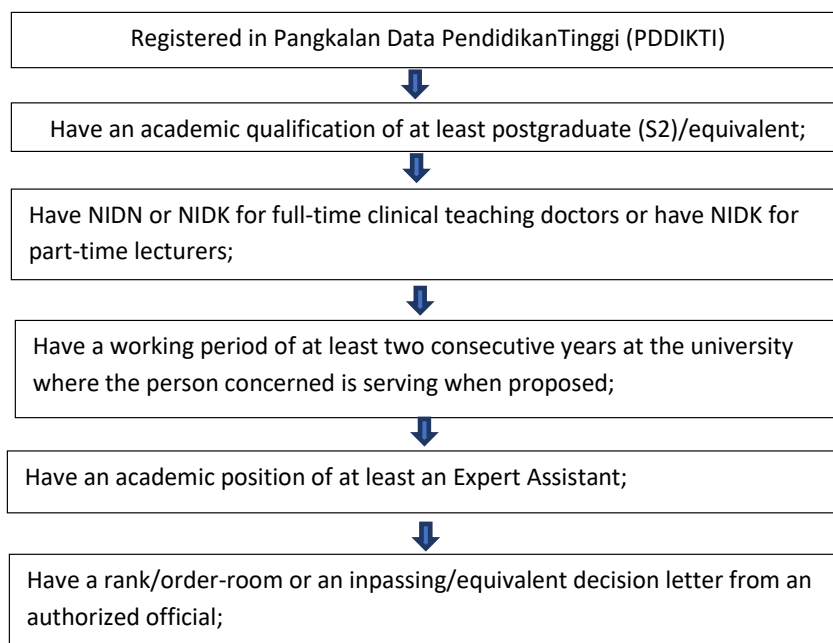 Registered in Pangkalan Data PendidikanTinggi (PDDIKTI)
Have an academic qualification of at least postgraduate (S2)/equivalent;
Have NIDN or NIDK for full-time clinical teaching doctors or have NIDK for
part-time lecturers;
Have a working period of at least two consecutive years at the university
where the person concerned is serving when proposed;
Have an academic position of at least an Expert Assistant;
Have a rank/order-room or an inpassing/equivalent decision letter from an
authorized official;